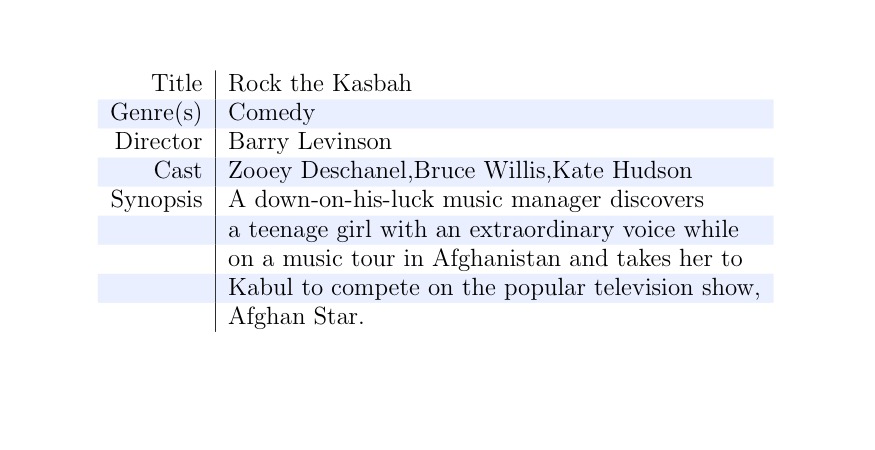 Title Rock the Kasbah
Genre(s) Comedy
Director Barry Levinson
Cast Zooey Deschanel,Bruce Willis,Kate Hudson
Synopsis A down-on-his-luck music manager discovers
a teenage girl with an extraordinary voice while
on a music tour in Afghanistan and takes her to
Kabul to compete on the popular television show,
Afghan Star.